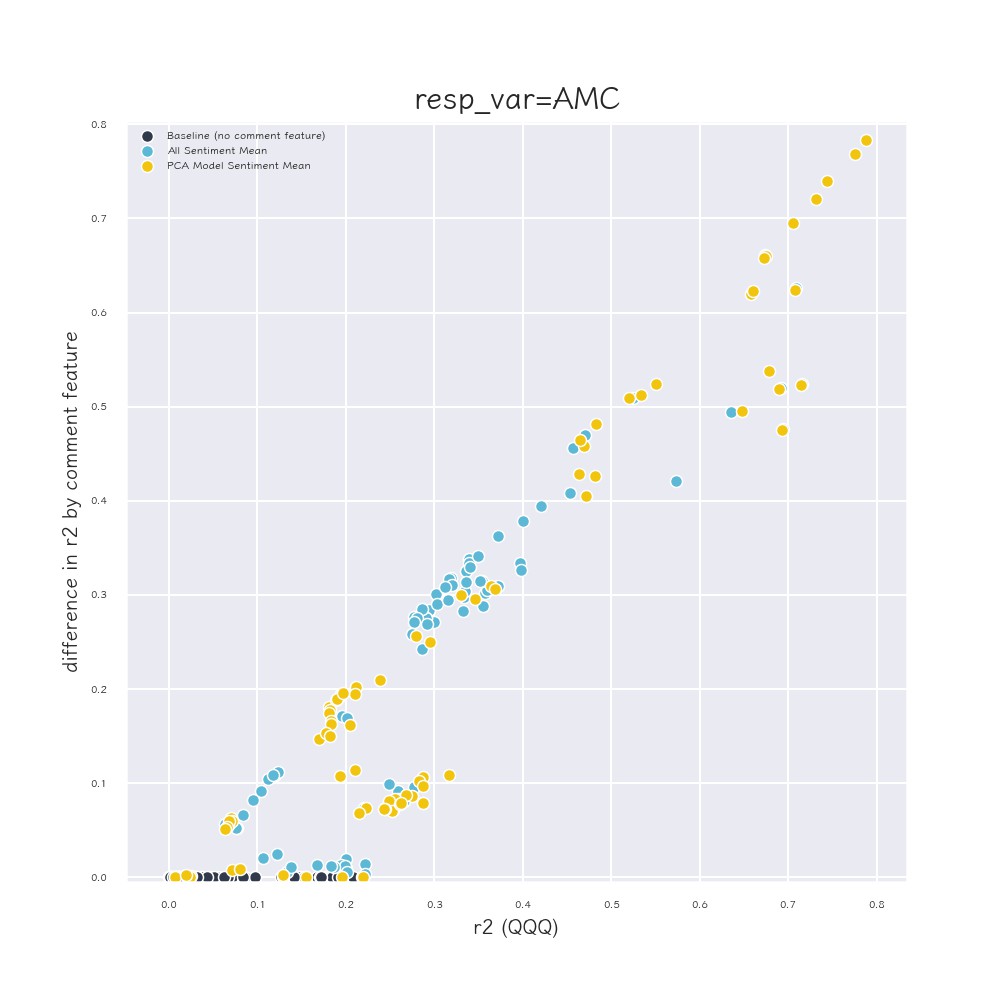 resp_var=AMC
Baseline (no comment feature)
All Sentiment Mean
PCA Model Sentiment Mean
0.8
0.7
0.6
0.5
0.4
0.3
0.2
0.1
0.0
difference in r2 by comment feature
0.0 0.1 0.2 0.3 0.4 0.5 0.6 0.7 0.8
r2 (QQQ)